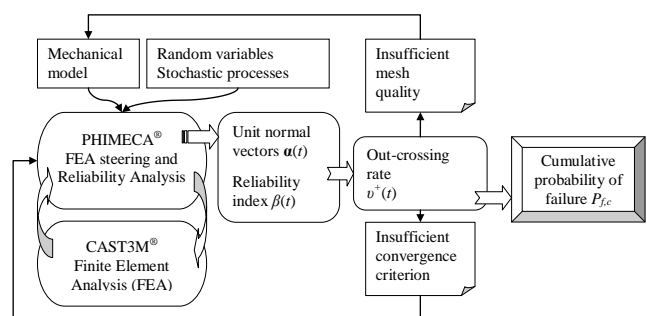 Mechanical
model
Random variables
Stochastic processes
Insufficient
mesh
quality
PHIMECA®
FEA steering and
Reliability Analysis
Unit normal
vectors α(t)
Reliability
index β(t)
Out-crossing
rate
υ⁺(t)
Cumulative
probability of
failure P_{f,c}
CAST3M®
Finite Element
Analysis (FEA)
Insufficient
convergence
criterion